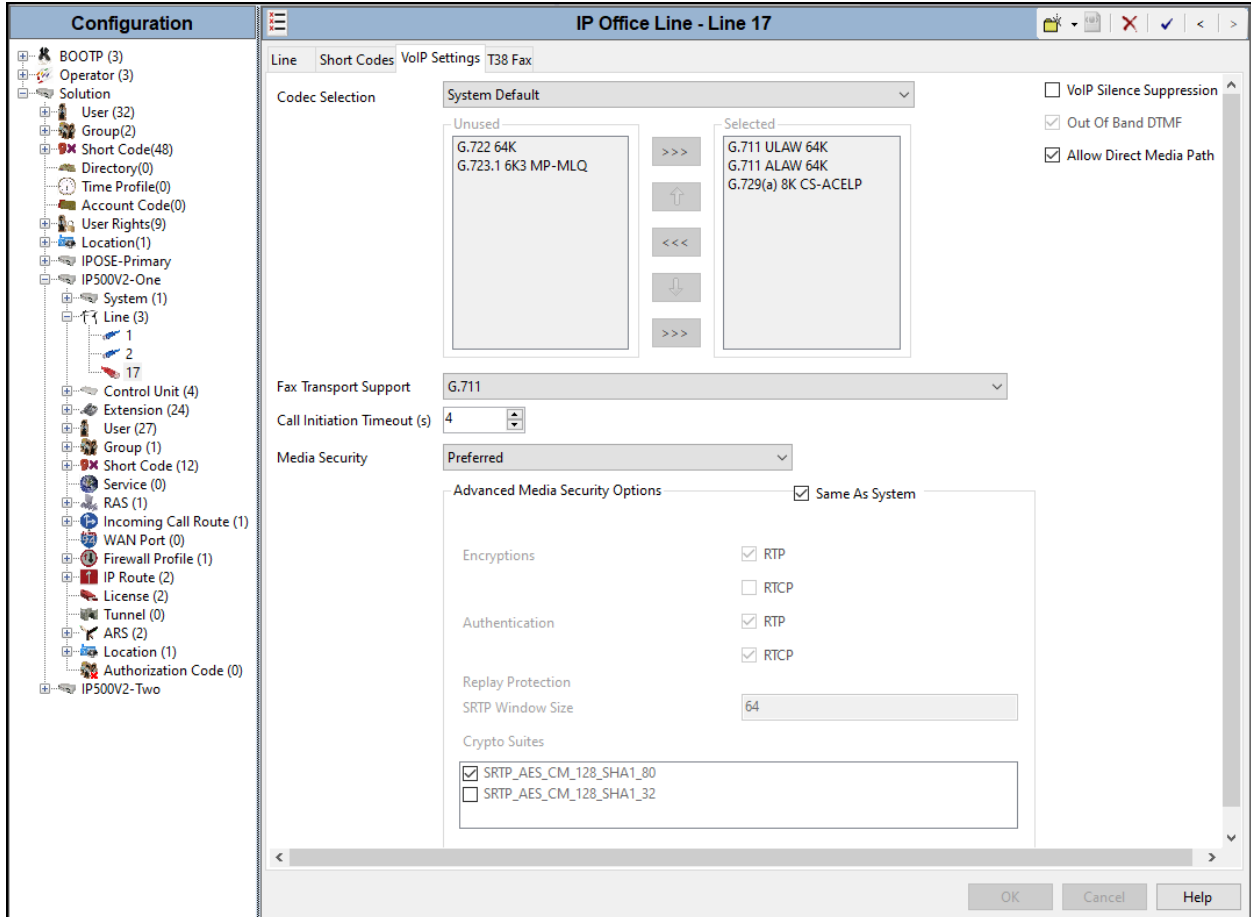 Configuration
BOOTP (3)
Operator (3)
Solution
User (32)
Group(2)
Short Code(48)
Directory(0)
Time Profile(0)
Account Code(0)
User Rights(9)
Location(1)
IPOSE-Primary
IP500V2-One
System (1)
Line (3)
1
2
17
Control Unit (4)
Extension (24)
User (27)
Group (1)
Short Code (12)
Service (0)
RAS (1)
Incoming Call Route (1)
WAN Port (0)
Firewall Profile (1)
IP Route (2)
License (2)
Tunnel (0)
ARS (2)
Location (1)
Authorization Code (0)
IP500V2-Two
IP Office Line - Line 17
Line Short Codes VoIP Settings T38 Fax
Codec Selection System Default
Unused
G.722 64K
G.723.1 6K3 MP-MLQ
>>>
<<<
>>>
Selected
G.711 ULAW 64K
G.711 ALAW 64K
G.729(a) 8K CS-ACELP
VoIP Silence Suppression
Out Of Band DTMF
Allow Direct Media Path
Fax Transport Support G.711
Call Initiation Timeout (s) 4
Media Security Preferred
Advanced Media Security Options Same As System
Encryptions RTP
RTCP
Authentication RTP
RTCP
Replay Protection
SRTP Window Size 64
Crypto Suites
SRTP_AES_CM_128_SHA1_80
SRTP_AES_CM_128_SHA1_32
OK Cancel Help